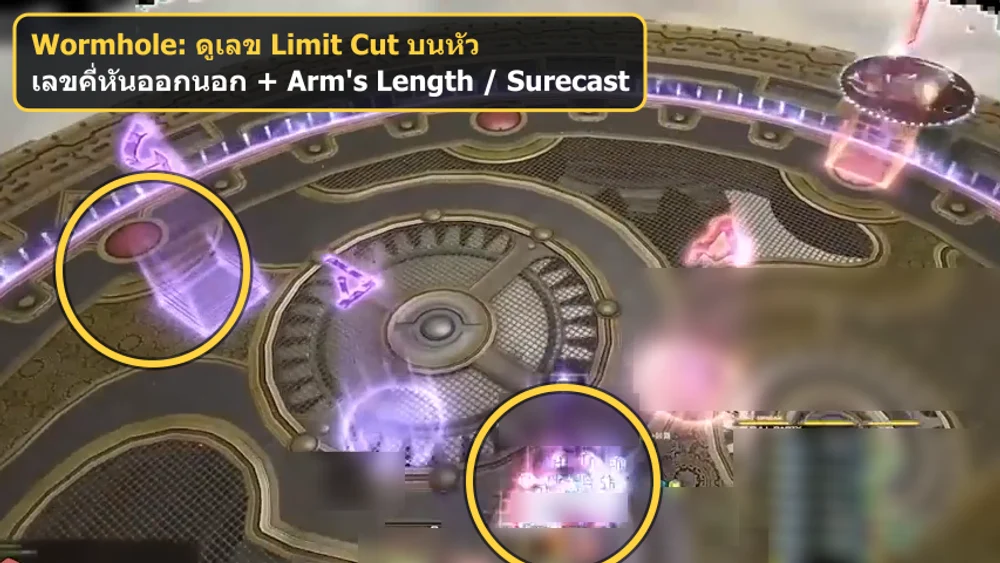 Wormhole: ดูเลข Limit Cut บนหัว
เลขคี่หันออกนอก + Arm's Length / Surecast